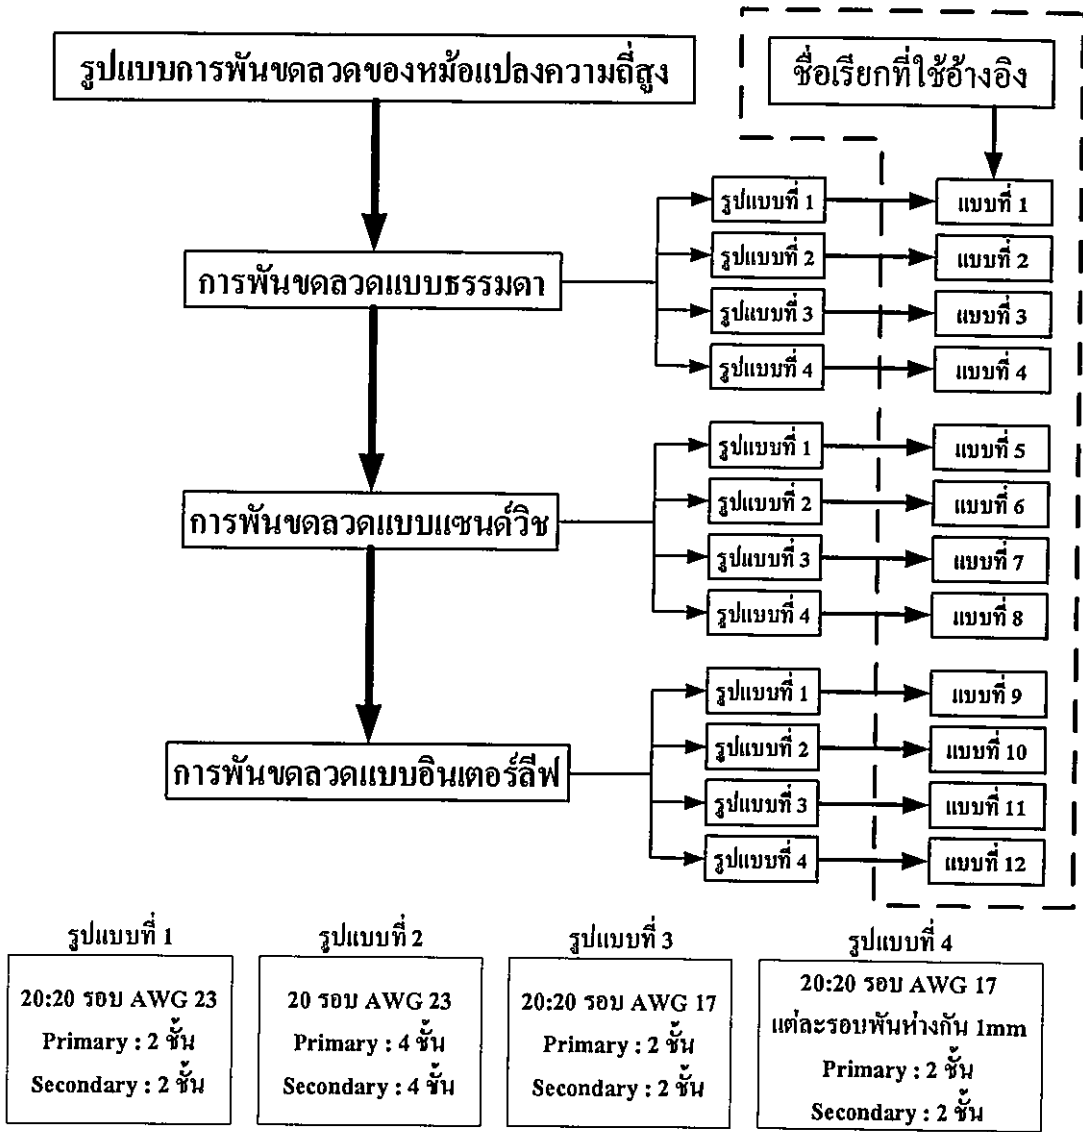 รูปแบบการพันขดลวดของหม้อแปลงความถี่สูง
ชื่อเรียกที่ใช้อ้างอิง
การพันขดลวดแบบธรรมดา
รูปแบบที่ 1
แบบที่ 1
รูปแบบที่ 2
แบบที่ 2
รูปแบบที่ 3
แบบที่ 3
รูปแบบที่ 4
แบบที่ 4
การพันขดลวดแบบแซนด์วิช
รูปแบบที่ 1
แบบที่ 5
รูปแบบที่ 2
แบบที่ 6
รูปแบบที่ 3
แบบที่ 7
รูปแบบที่ 4
แบบที่ 8
การพันขดลวดแบบอินเตอร์ลีฟ
รูปแบบที่ 1
แบบที่ 9
รูปแบบที่ 2
แบบที่ 10
รูปแบบที่ 3
แบบที่ 11
รูปแบบที่ 4
แบบที่ 12
รูปแบบที่ 1
20:20 รอบ AWG 23
Primary : 2 ชั้น
Secondary : 2 ชั้น
รูปแบบที่ 2
20 รอบ AWG 23
Primary : 4 ชั้น
Secondary : 4 ชั้น
รูปแบบที่ 3
20:20 รอบ AWG 17
Primary : 2 ชั้น
Secondary : 2 ชั้น
รูปแบบที่ 4
20:20 รอบ AWG 17
แต่ละรอบพันห่างกัน 1mm
Primary : 2 ชั้น
Secondary : 2 ชั้น